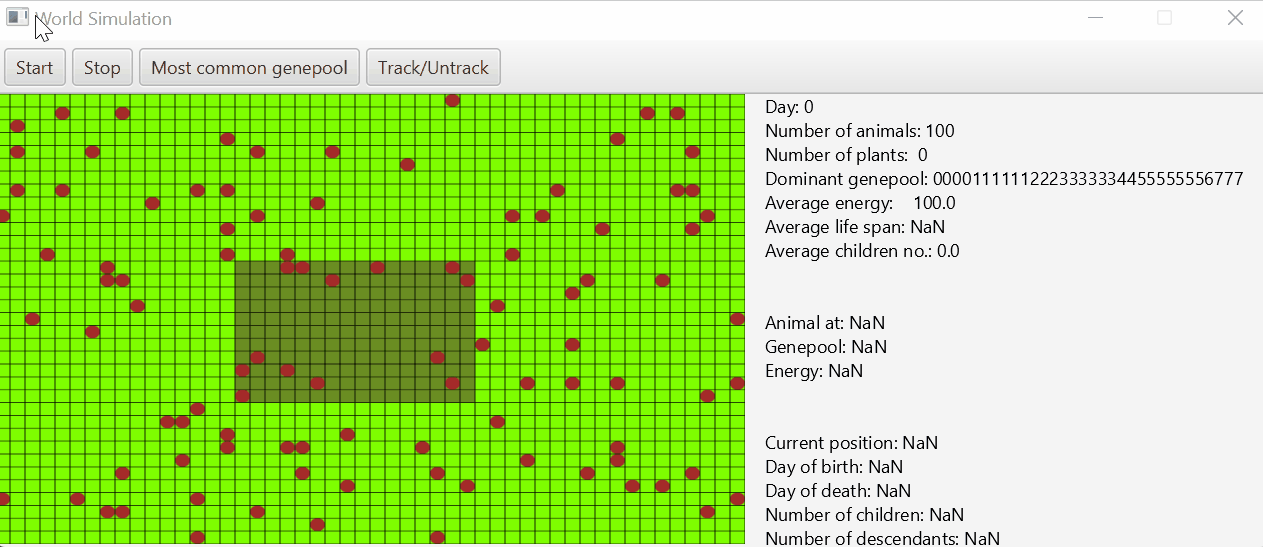 World Simulation
Start Stop Most common genepool Track/Untrack
Day: 0
Number of animals: 100
Number of plants: 0
Dominant genepool: 00001111112223333334455555556777
Average energy: 100.0
Average life span: NaN
Average children no.: 0.0
Animal at: NaN
Genepool: NaN
Energy: NaN
Current position: NaN
Day of birth: NaN
Day of death: NaN
Number of children: NaN
Number of descendants: NaN